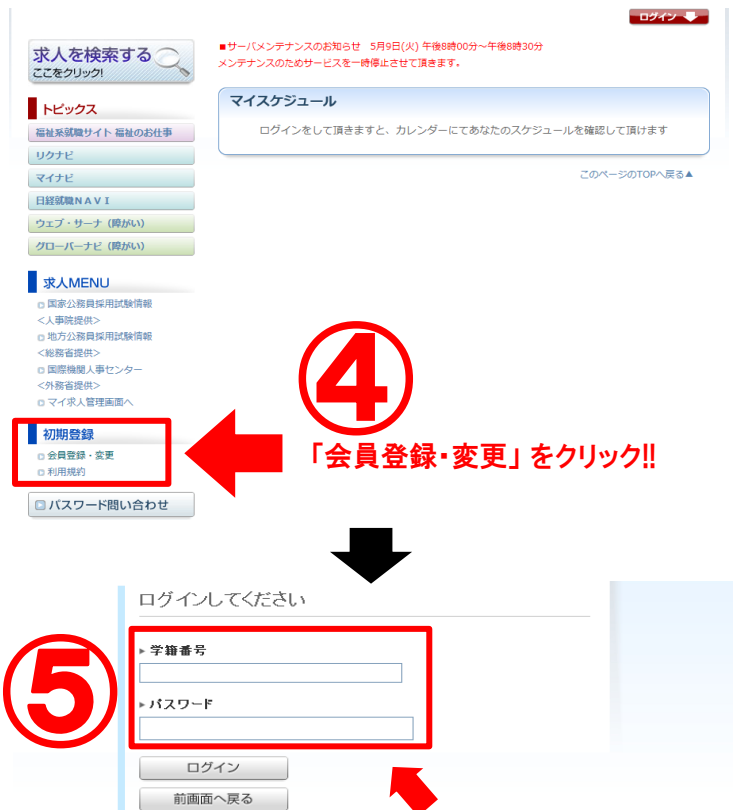 ログイン
求人を検索する
ここをクリック!
■サーバメンテナンスのお知らせ 5月9日(火) 午後8時00分~午後8時30分
メンテナンスのためサービスを一時停止させて頂きます。
マイスケジュール
ログインをして頂きますと、カレンダーにてあなたのスケジュールを確認して頂けます
このページのTOPへ戻る▲
トピックス
福祉系就職サイト 福祉のお仕事
リクナビ
マイナビ
日経就職NAVI
ウェブ・サーナ(障がい)
グローバーナビ(障がい)
求人MENU
国家公務員採用試験情報
<人事院提供>
地方公務員採用試験情報
<総務省提供>
国際機関人事センター
<外務省提供>
マイ求人管理画面へ
初期登録
会員登録・変更
利用規約
パスワード問い合わせ
④
「会員登録・変更」をクリック!!
ログインしてください
⑤
学籍番号
パスワード
ログイン
前画面へ戻る